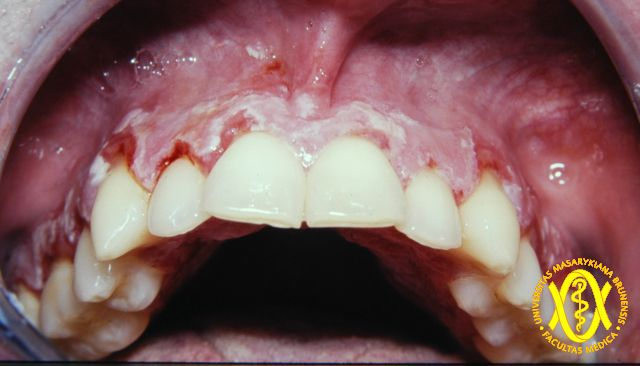 UNIVERSITAS MASARYKIANA BRUNENSIS
• FACULTAS MEDICA •